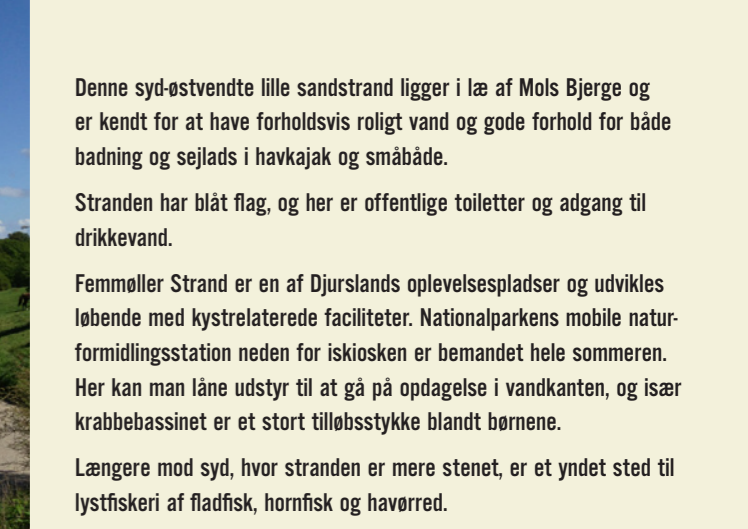 Denne syd-østvendte lille sandstrand ligger i læ af Mols Bjerge og
er kendt for at have forholdsvis roligt vand og gode forhold for både
badning og sejlads i havkajak og småbåde.
Stranden har blåt flag, og her er offentlige toiletter og adgang til
drikkevand.
Femmøller Strand er en af Djurslands oplevelsespladser og udvikles
løbende med kystrelaterede faciliteter. Nationalparkens mobile natur-
formidlingsstation neden for iskiosken er bemandet hele sommeren.
Her kan man låne udstyr til at gå på opdagelse i vandkanten, og især
krabbebassinet er et stort tilløbsstykke blandt børnene.
Længere mod syd, hvor stranden er mere stenet, er et yndet sted til
lystfiskeri af fladfisk, hornfisk og havørred.